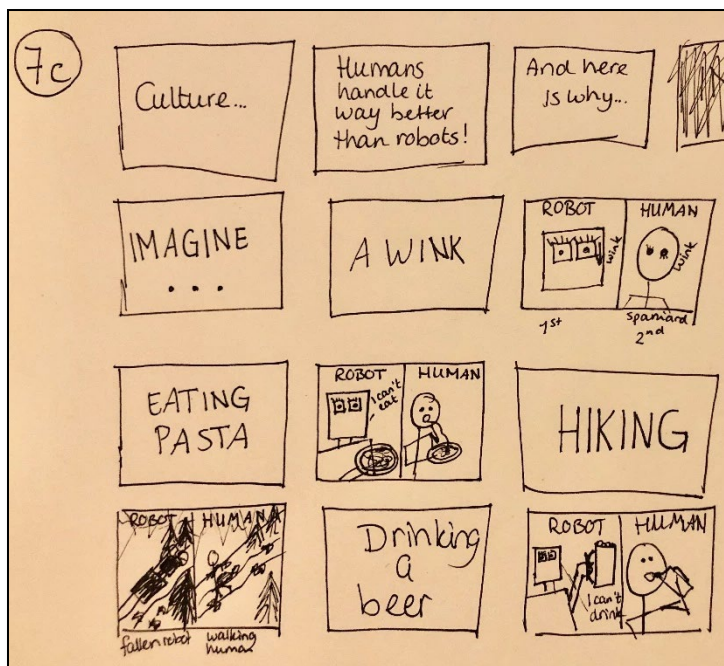 7c
Culture...
Humans
handle it
way better
than robots!
And here
is why...
IMAGINE
...
A WINK
ROBOT
HUMAN
wink
wink
1st
spaniard
2nd
EATING
PASTA
ROBOT
HUMAN
I can't
eat
HIKING
ROBOT
HUMAN
fallen robot
walking
human
Drinking
a
beer
ROBOT
HUMAN
I can't
drink